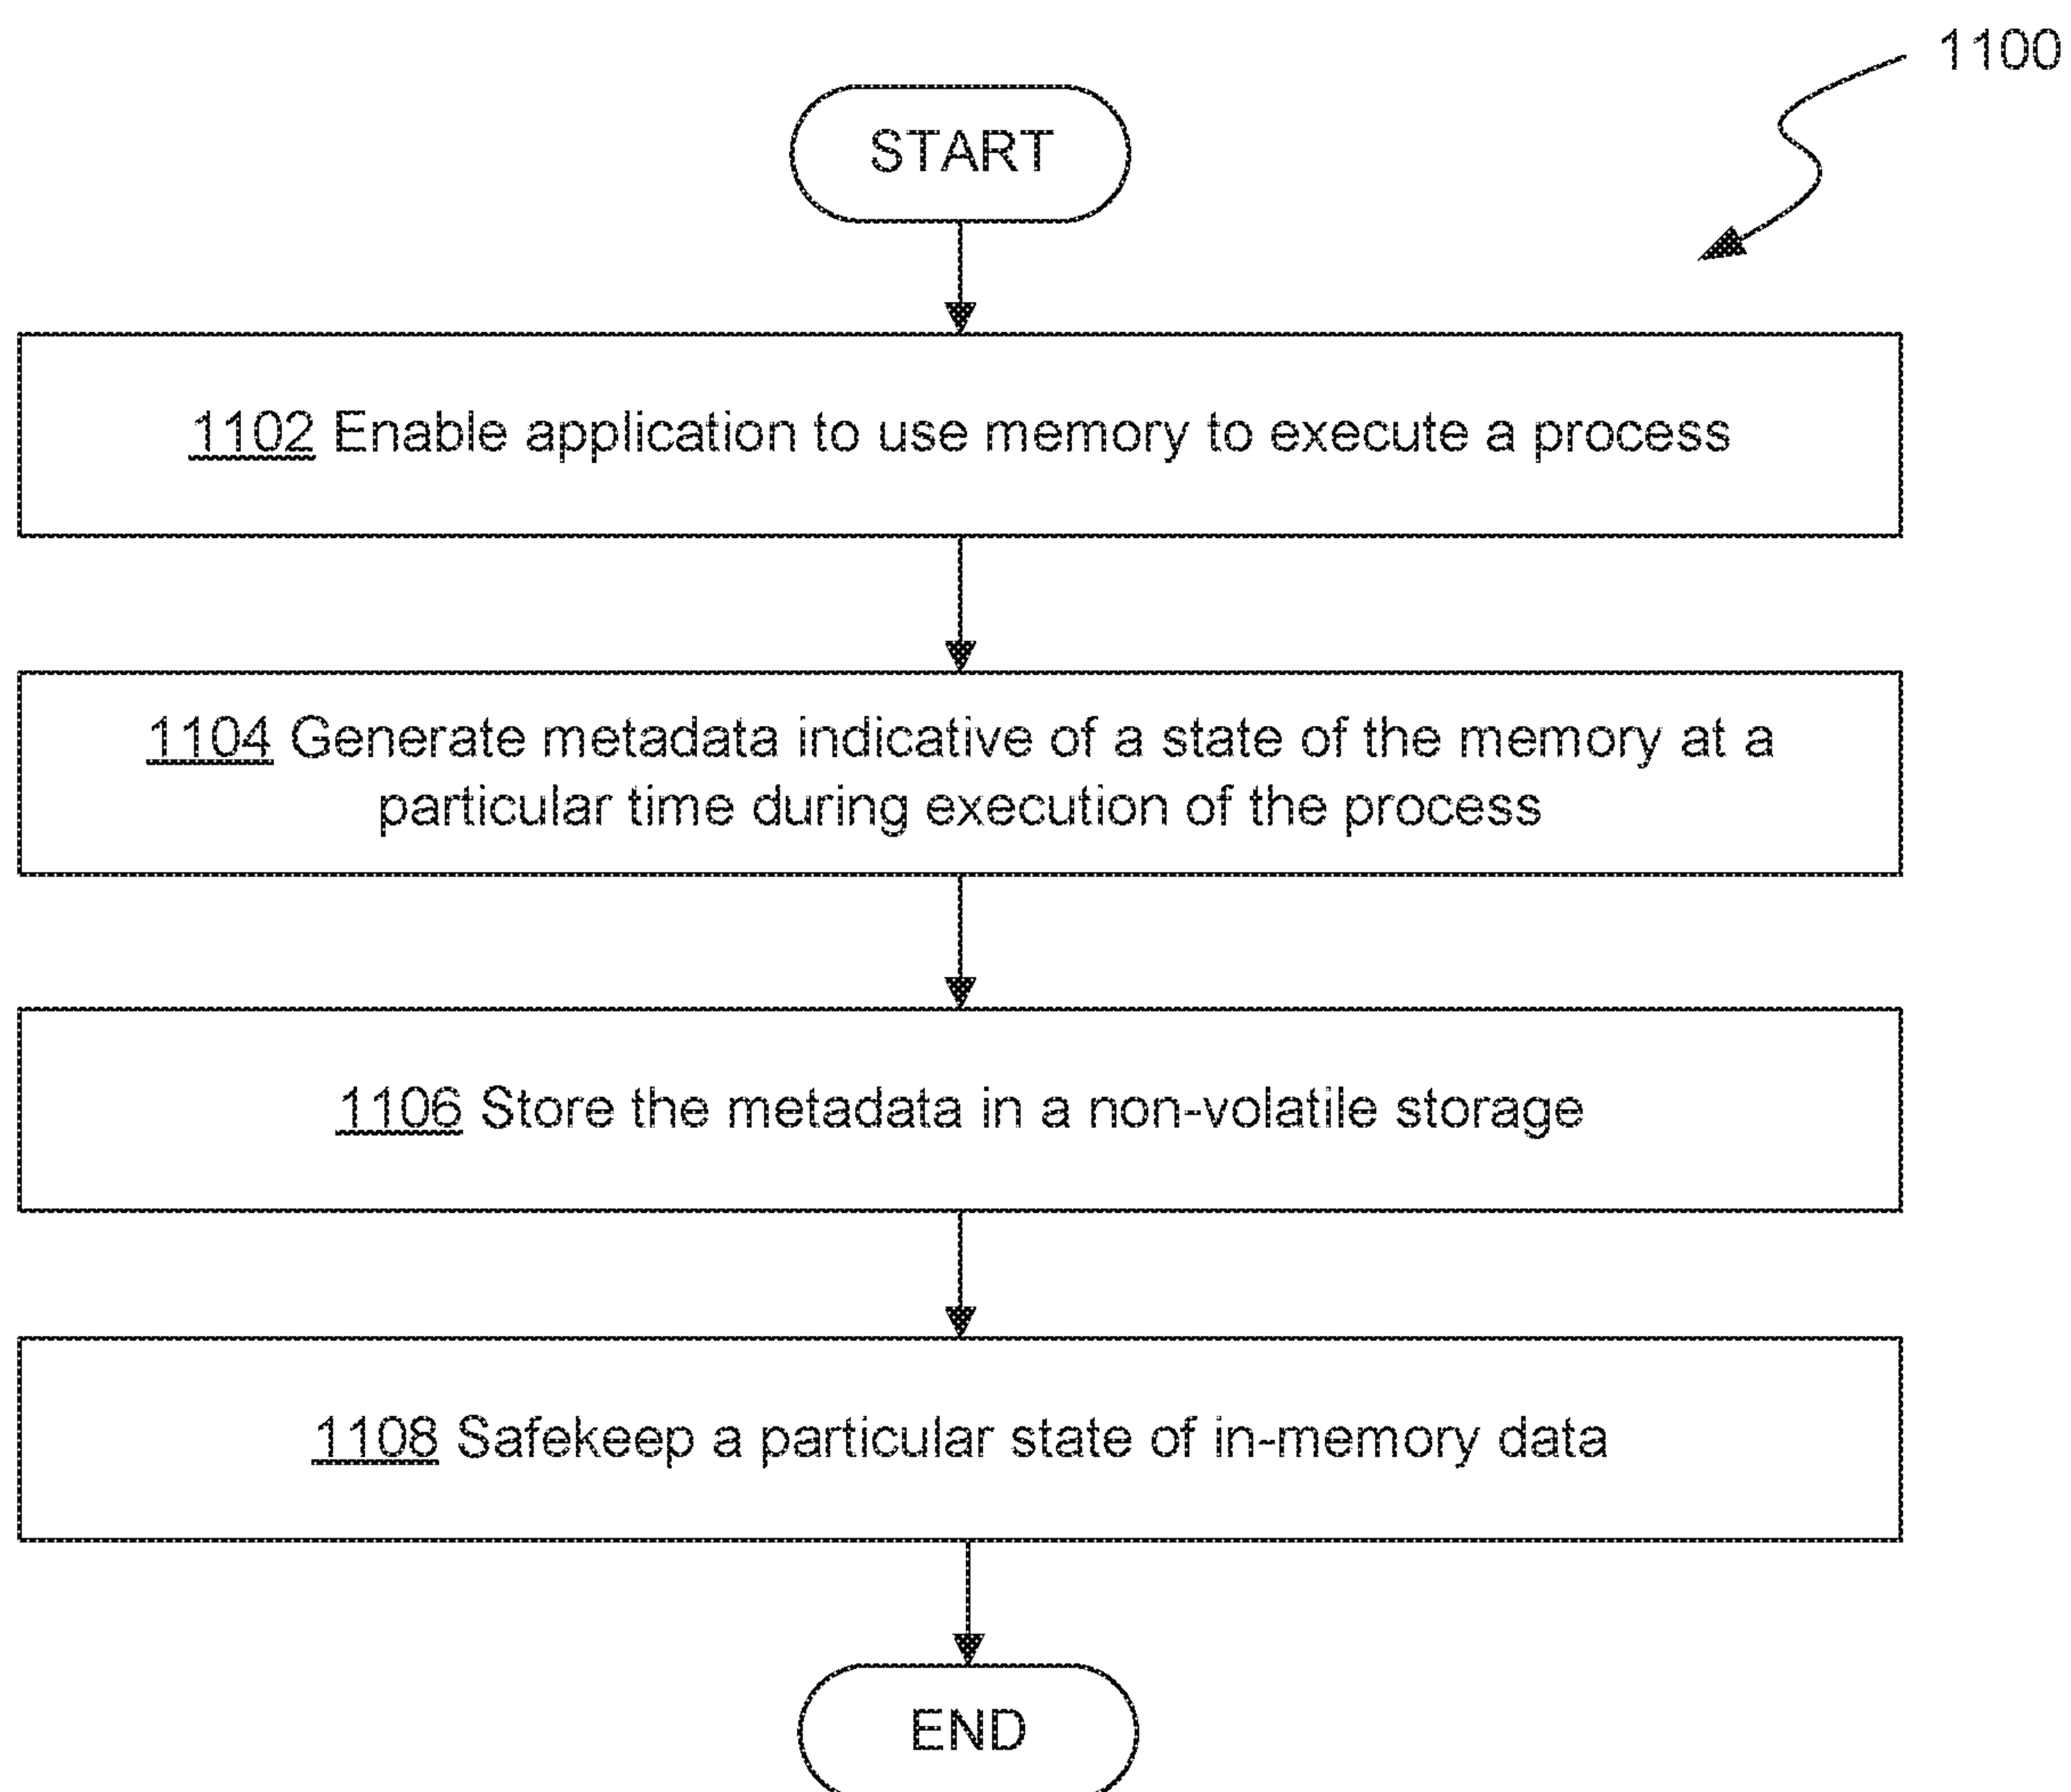 1100
START
1102 Enable application to use memory to execute a process
1104 Generate metadata indicative of a state of the memory at a
particular time during execution of the process
1106 Store the metadata in a non-volatile storage
1108 Safekeep a particular state of in-memory data
END